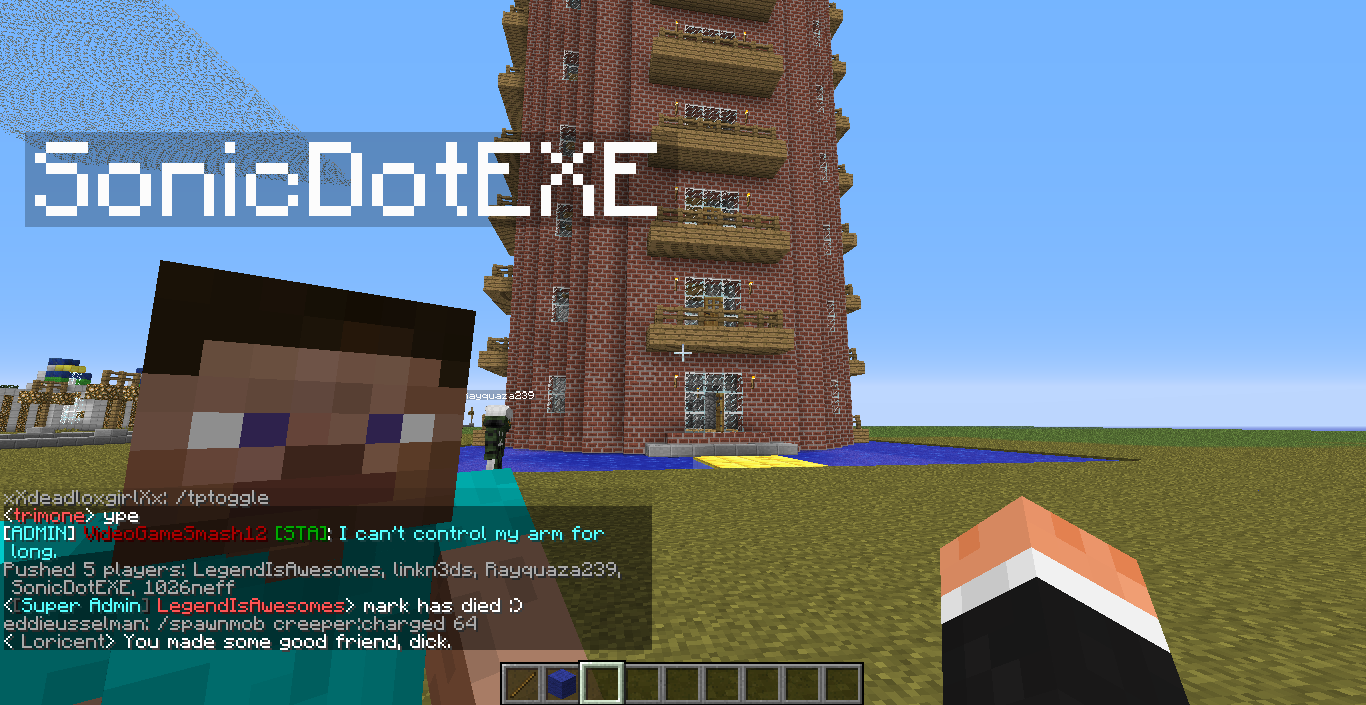 SonicDotEXE
Rayquaza239
xXdeadloxgirlXx: /tptoggle
<trimone> ype
[ADMIN] VideoGameSmash12 [STA]: I can't control my arm for
long.
Pushed 5 players: LegendIsAwesomes, linkn3ds, Rayquaza239,
SonicDotEXE, 1026neff
<[Super Admin] LegendIsAwesomes> mark has died :)
eddieusselman: /spawnmob creeper:charged 64
< Loricent> You made some good friend, dick.